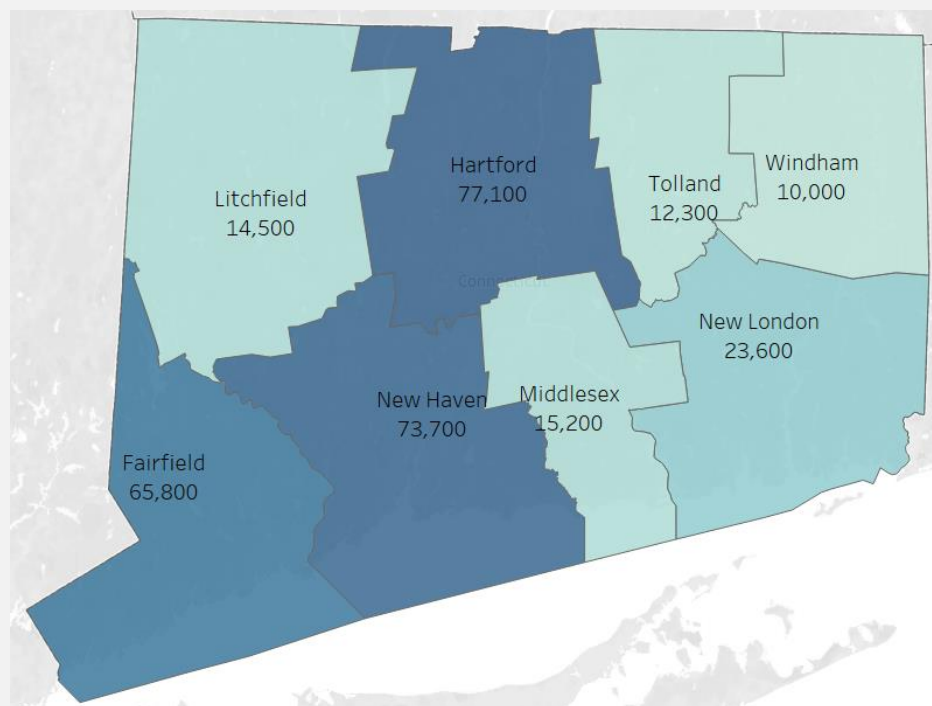 Hartford
77,100
Windham
10,000
Tolland
12,300
Litchfield
14,500
Connecticut
New London
23,600
New Haven
73,700
Middlesex
15,200
Fairfield
65,800